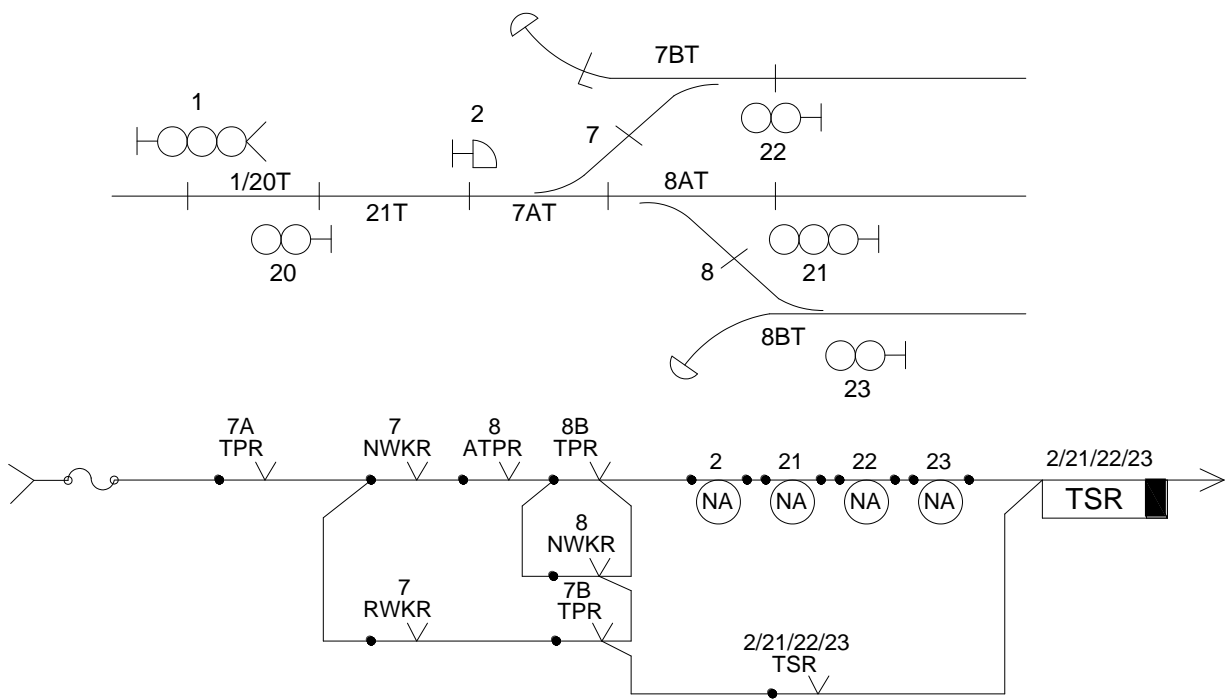 7BT
1
2
7
22
1/20T
8AT
21T
7AT
20
8
21
8BT
23
7A
TPR
7
NWKR
8
ATPR
8B
TPR
2
NA
21
NA
22
NA
23
NA
2/21/22/23
TSR
8
NWKR
7
RWKR
7B
TPR
2/21/22/23
TSR